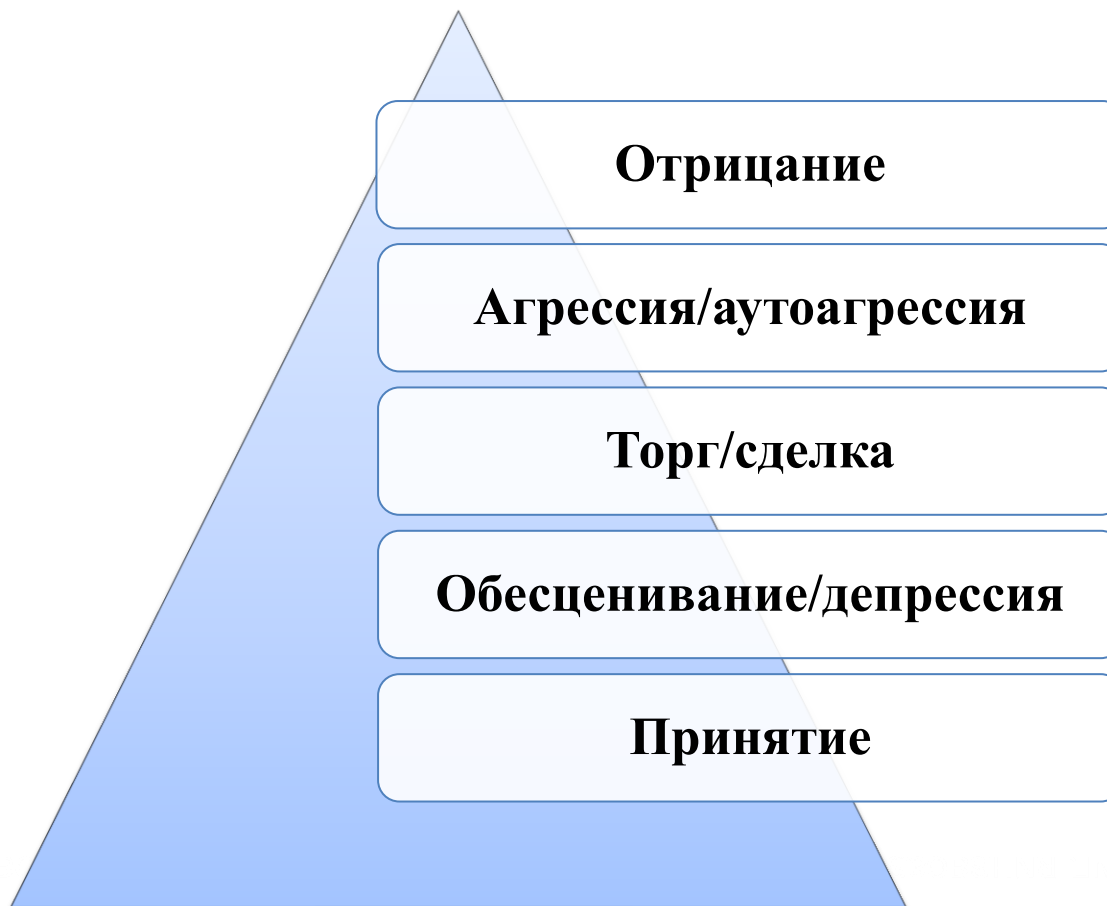 Отрицание
Агрессия/аутоагрессия
Торг/сделка
Обесценивание/депрессия
Принятие